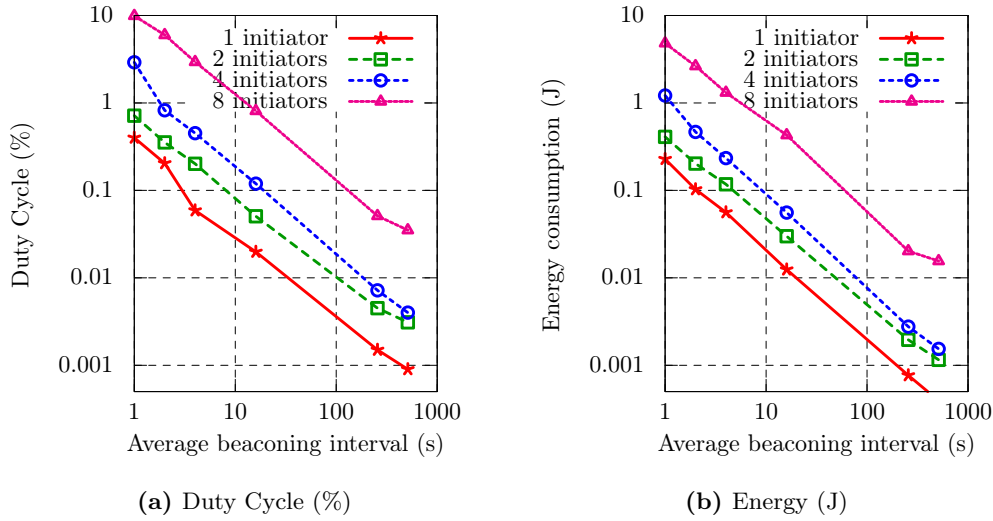 10
1
0.1
0.01
0.001
Duty Cycle (%)
1 initiator
2 initiators
4 initiators
8 initiators
1 10 100 1000
Average beaconing interval (s)
(a) Duty Cycle (%)
10
1
0.1
0.01
0.001
Energy consumption (J)
1 initiator
2 initiators
4 initiators
8 initiators
1 10 100 1000
Average beaconing interval (s)
(b) Energy (J)